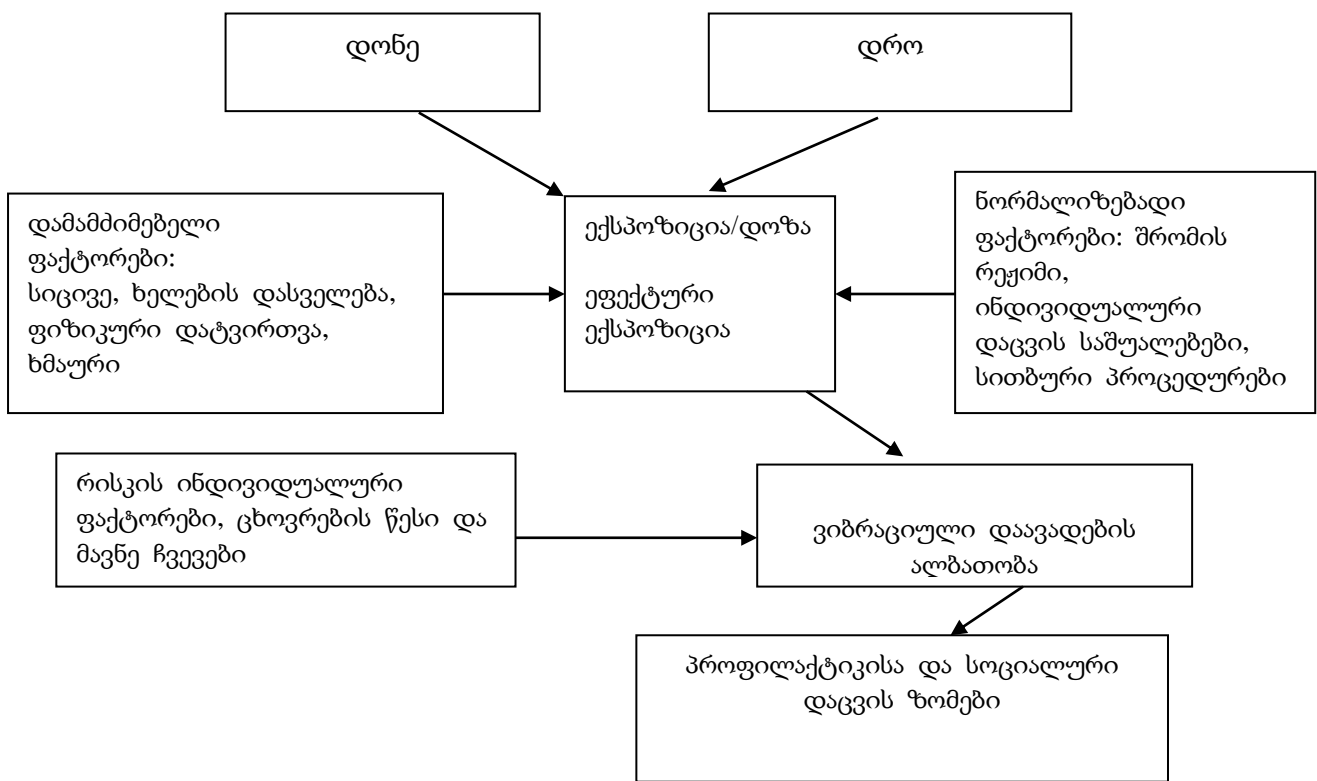 დონე
დრო
დამამძიმებელი
ფაქტორები:
სიცივე, ხელების დასველება,
ფიზიკური დატვირთვა,
ხმაური
ექსპოზიცია/დოზა
ეფექტური
ექსპოზიცია
ნორმალიზებადი
ფაქტორები: შრომის
რეჟიმი,
ინდივიდუალური
დაცვის საშუალებები,
სითბური პროცედურები
რისკის ინდივიდუალური
ფაქტორები, ცხოვრების წესი და
მავნე ჩვევები
ვიბრაციული დაავადების
ალბათობა
პროფილაქტიკისა და სოციალური
დაცვის ზომები